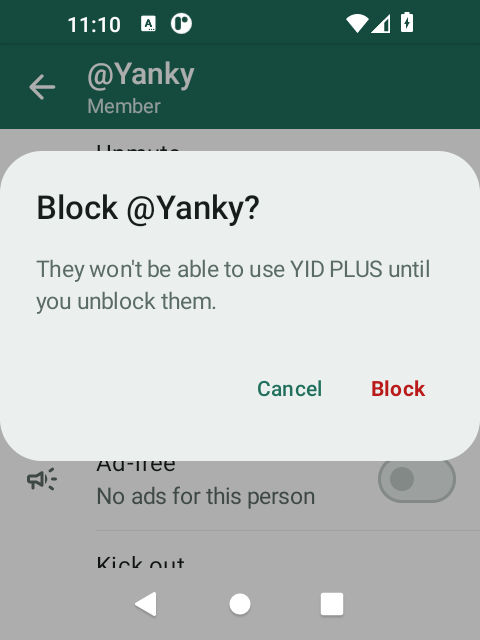 11:10
@Yanky
Member
Unmute
Block @Yanky?
They won't be able to use YID PLUS until
you unblock them.
Cancel
Block
Ad-free
No ads for this person
Kick out